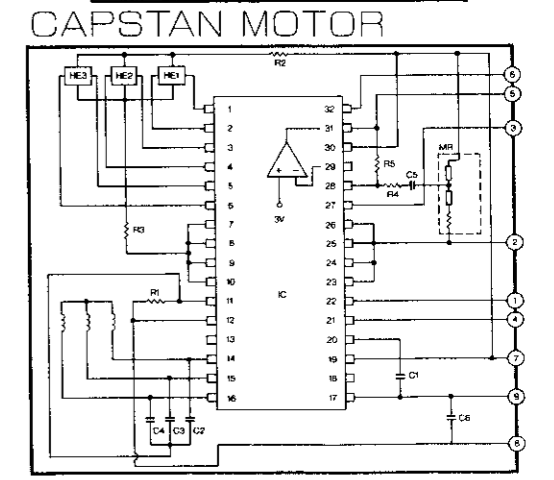 CAPSTAN MOTOR
R2
HE3 HE2 HE1
6
5
3
MR
1 32
2 31
3 30
4 29
5 28
6 27
7 26
8 25
9 24
10 23
11 22
12 21
13 20
14 19
15 18
16 17
R5
C5
R4
+ −
3V
R3
IC
R1
2
1
4
7
9
8
C1
C4 C3 C2
C6